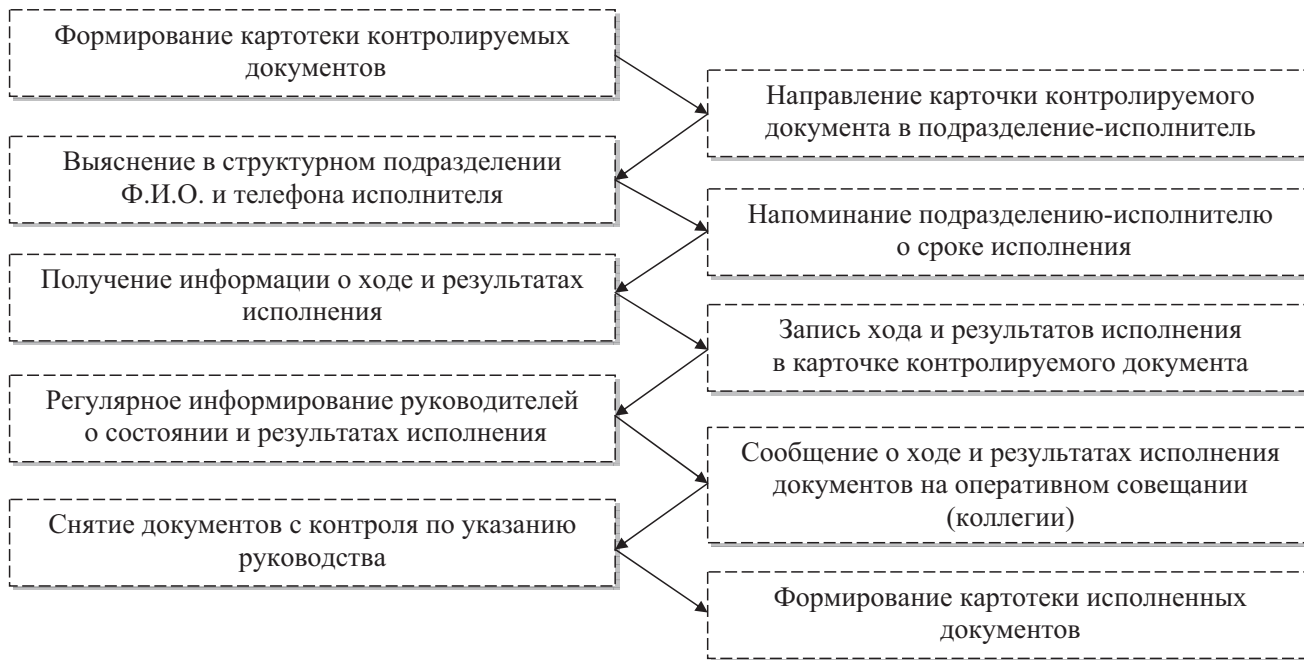 Формирование картотеки контролируемых
документов
Направление карточки контролируемого
документа в подразделение-исполнитель
Выяснение в структурном подразделении
Ф.И.О. и телефона исполнителя
Напоминание подразделению-исполнителю
о сроке исполнения
Получение информации о ходе и результатах
исполнения
Запись хода и результатов исполнения
в карточке контролируемого документа
Регулярное информирование руководителей
о состоянии и результатах исполнения
Сообщение о ходе и результатах исполнения
документов на оперативном совещании
(коллегии)
Снятие документов с контроля по указанию
руководства
Формирование картотеки исполненных
документов